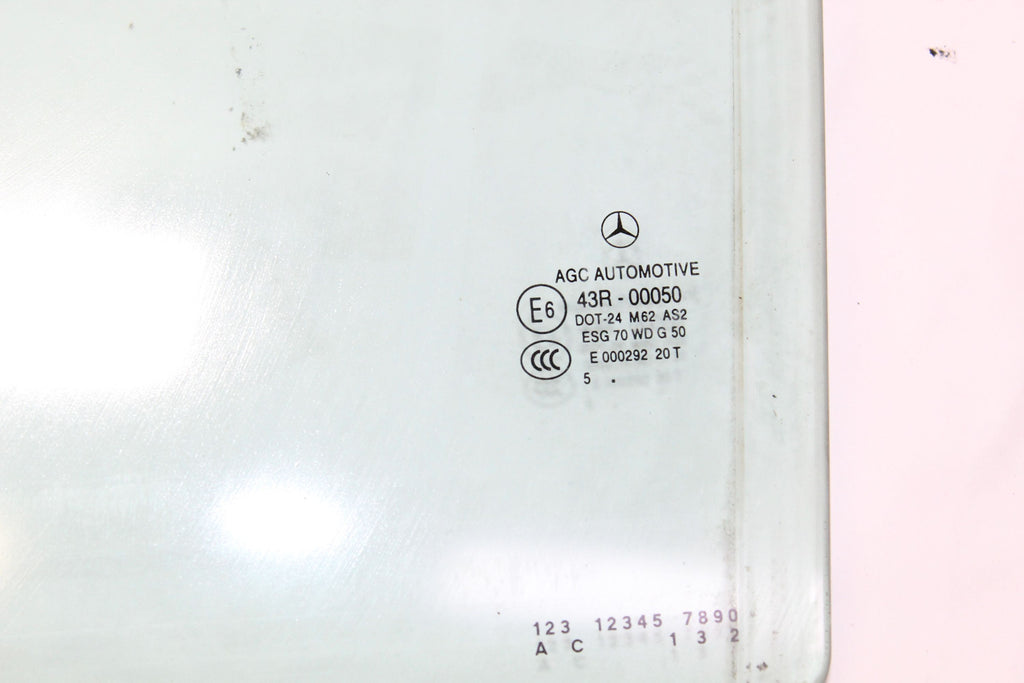 AGC AUTOMOTIVE
E6 43R - 00050
DOT-24 M62 AS2
ESG 70 WD G 50
CCC E 000292 20 T
5 .
123 12345 7890
A C 1 3 2